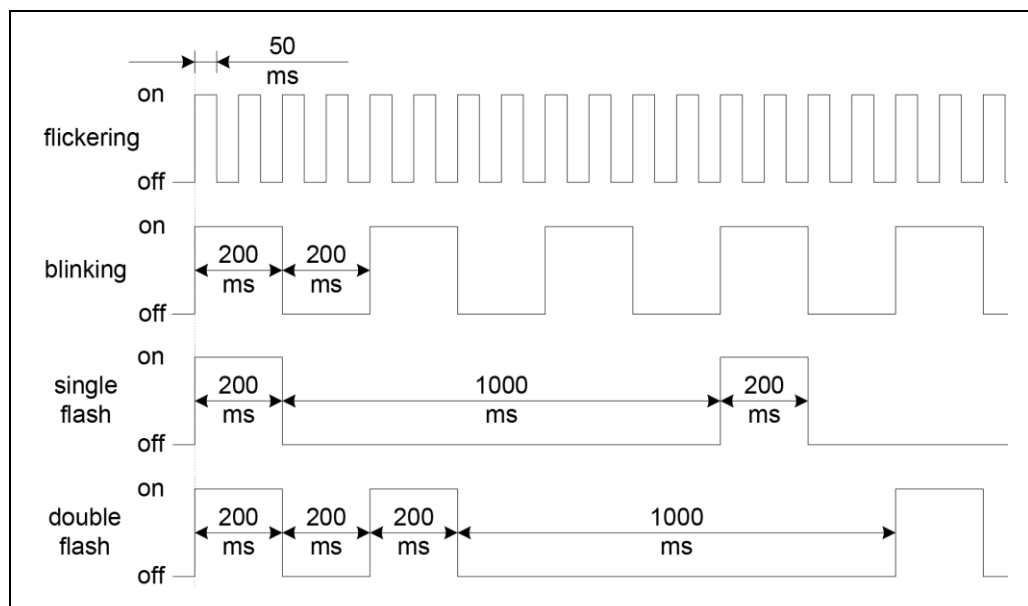 50
ms
on
flickering
off
on
200 200
blinking
ms ms
off
on
single
flash
200 1000 200
ms ms ms
off
on
double
flash
200 200 200 1000
ms ms ms ms
off